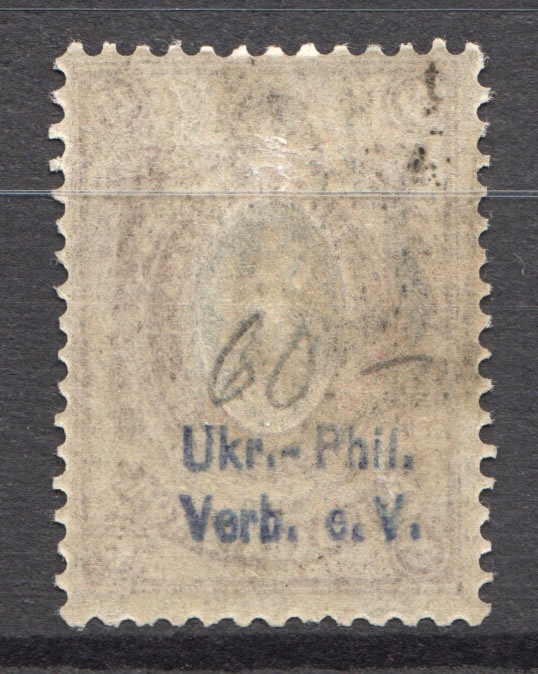 60.-
Ukr.-Phil.
Verb. e. V.